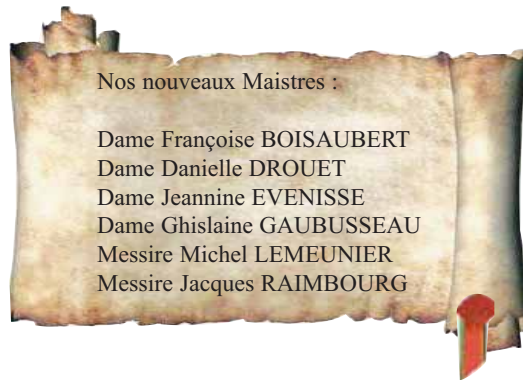 Nos nouveaux Maistres :
Dame Françoise BOISAUBERT
Dame Danielle DROUET
Dame Jeannine EVENISSE
Dame Ghislaine GAUBUSSEAU
Messire Michel LEMEUNIER
Messire Jacques RAIMBOURG